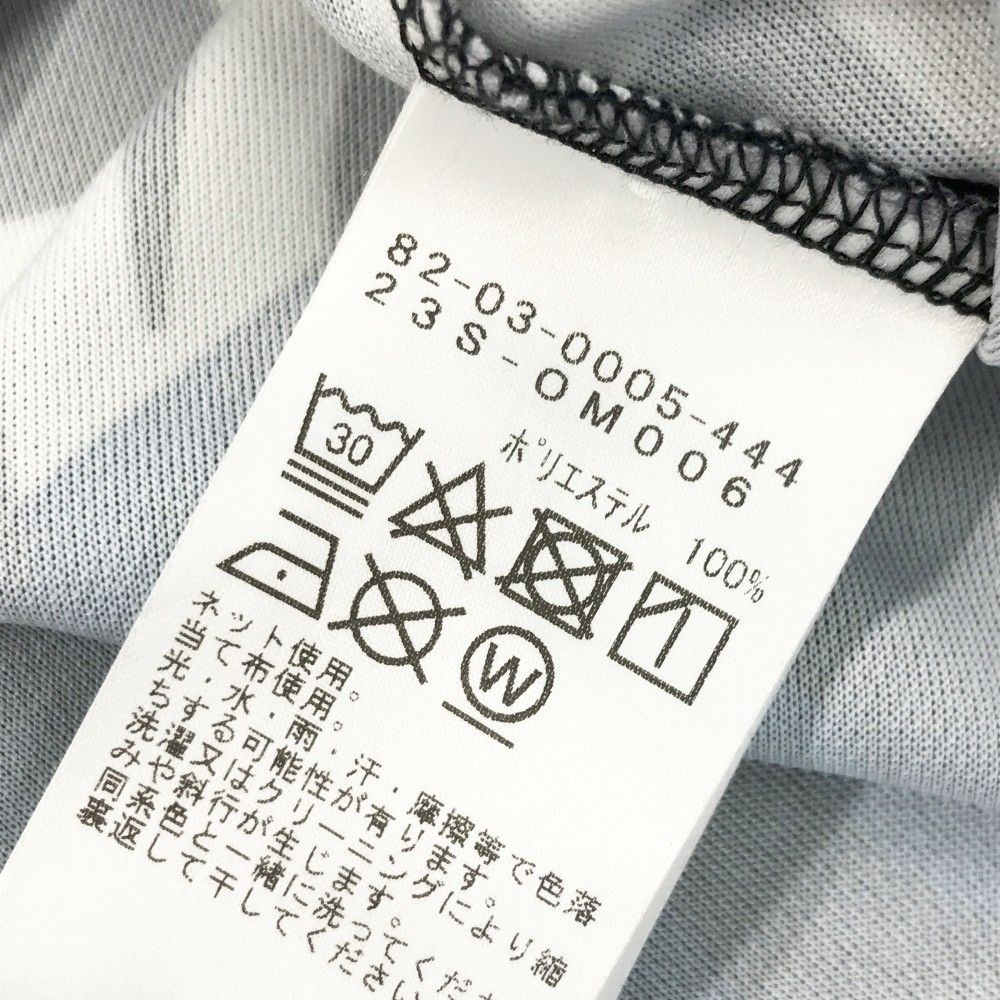 82-03-0005-444
23S-OM006
ポリエステル 100%
30
W
ネット使用。
当て布使用。
光・水・雨・汗・摩擦等で色落
ちする可能性が有ります。
洗濯又はクリーニングにより縮
みや斜行が生じます。
同系色と一緒に洗ってくだ
裏返して干してください